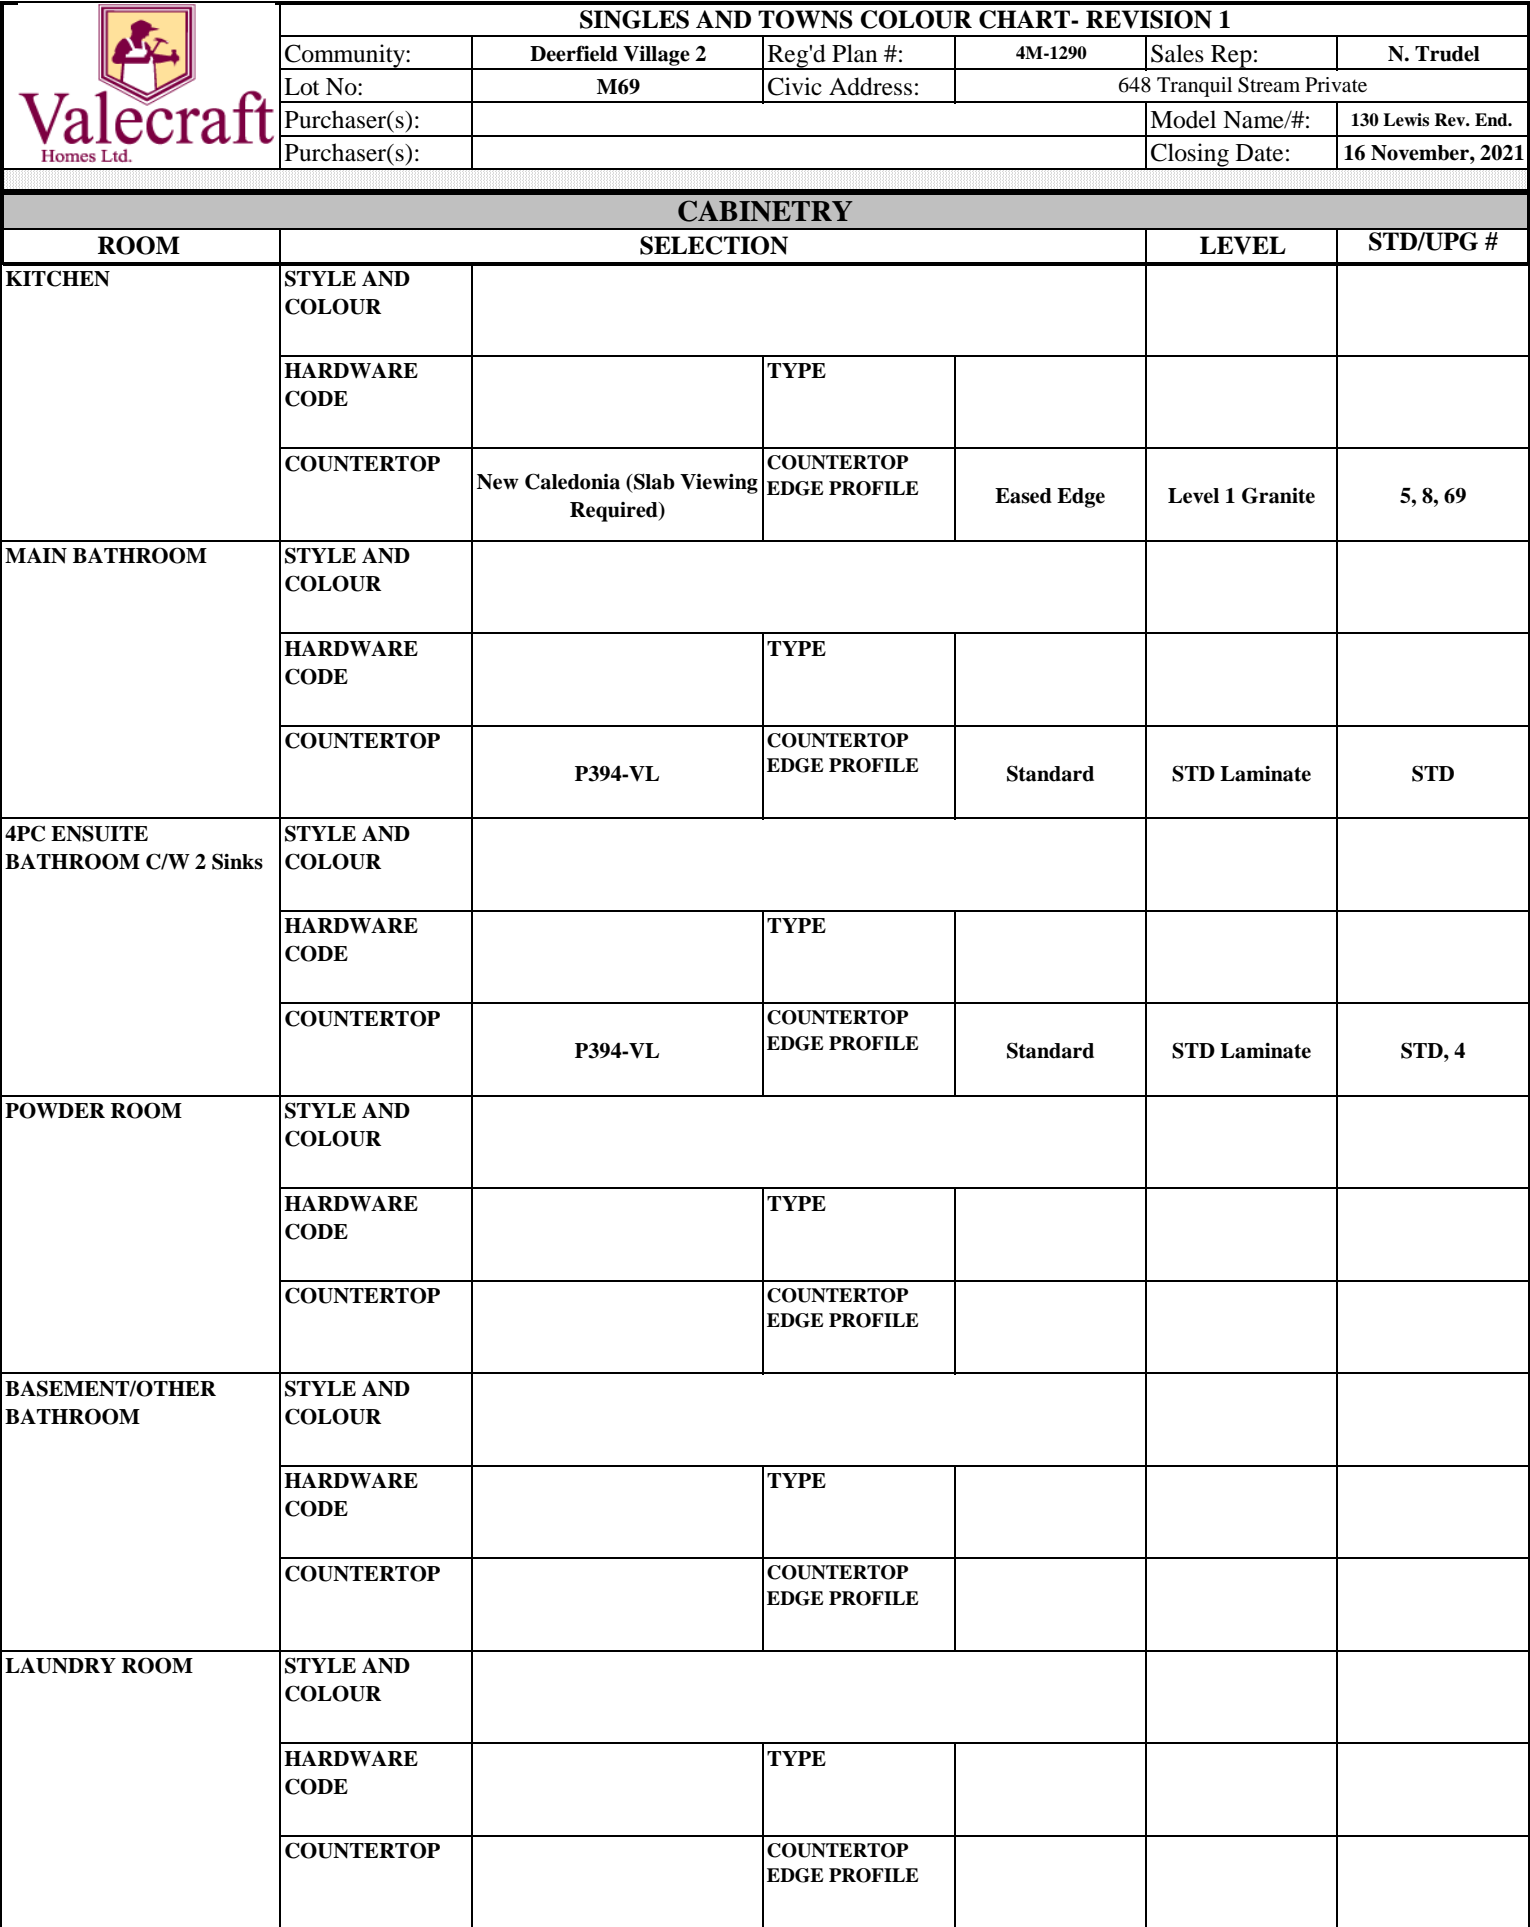 Valecraft
Homes Ltd.
SINGLES AND TOWNS COLOUR CHART- REVISION 1
Community: Deerfield Village 2 Reg'd Plan #: 4M-1290 Sales Rep: N. Trudel
Lot No: M69 Civic Address: 648 Tranquil Stream Private
Purchaser(s): Model Name/#: 130 Lewis Rev. End.
Purchaser(s): Closing Date: 16 November, 2021
CABINETRY
ROOM SELECTION LEVEL STD/UPG #
KITCHEN STYLE AND
COLOUR
HARDWARE TYPE
CODE
COUNTERTOP New Caledonia (Slab Viewing COUNTERTOP
Required) EDGE PROFILE Eased Edge Level 1 Granite 5, 8, 69
MAIN BATHROOM STYLE AND
COLOUR
HARDWARE TYPE
CODE
COUNTERTOP COUNTERTOP
P394-VL EDGE PROFILE Standard STD Laminate STD
4PC ENSUITE STYLE AND
BATHROOM C/W 2 Sinks COLOUR
HARDWARE TYPE
CODE
COUNTERTOP COUNTERTOP
P394-VL EDGE PROFILE Standard STD Laminate STD, 4
POWDER ROOM STYLE AND
COLOUR
HARDWARE TYPE
CODE
COUNTERTOP COUNTERTOP
EDGE PROFILE
BASEMENT/OTHER STYLE AND
BATHROOM COLOUR
HARDWARE TYPE
CODE
COUNTERTOP COUNTERTOP
EDGE PROFILE
LAUNDRY ROOM STYLE AND
COLOUR
HARDWARE TYPE
CODE
COUNTERTOP COUNTERTOP
EDGE PROFILE